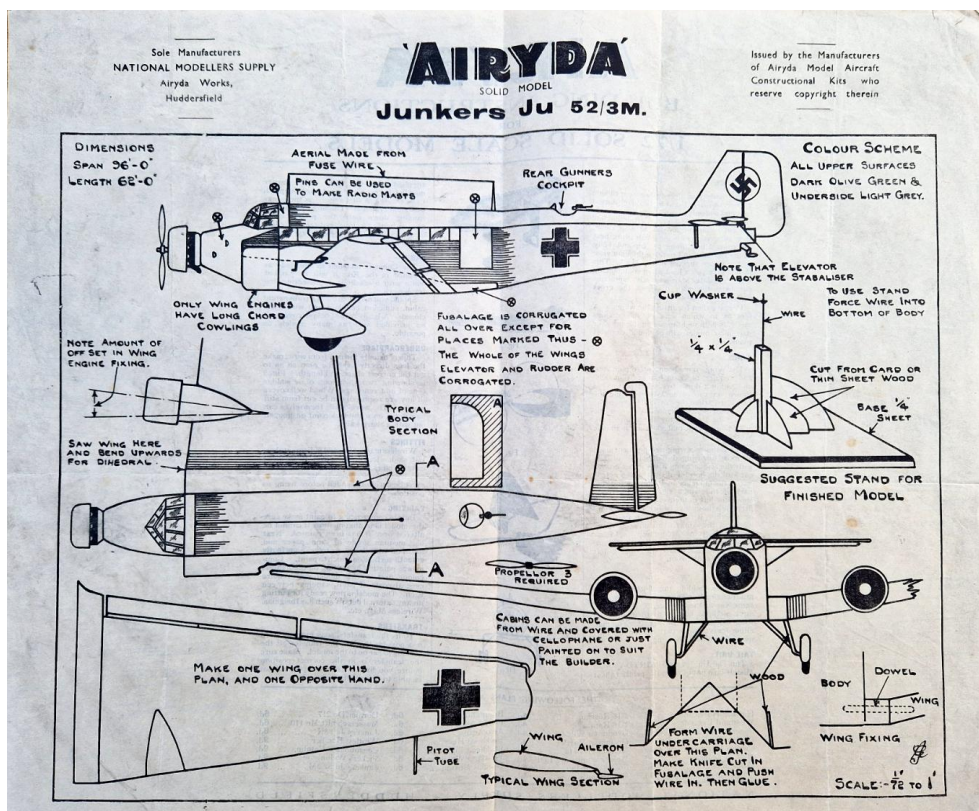 Sole Manufacturers
NATIONAL MODELLERS SUPPLY
Airyda Works,
Huddersfield
'AIRYDA'
SOLID MODEL
Junkers Ju 52/3M.
Issued by the Manufacturers
of Airyda Model Aircraft
Constructional Kits who
reserve copyright therein
DIMENSIONS
SPAN 96'-0"
LENGTH 62'-0"
AERIAL MADE FROM
FUSE WIRE
PINS CAN BE USED
TO MAKE RADIO MASTS
REAR GUNNERS
COCKPIT
COLOUR SCHEME
ALL UPPER SURFACES
DARK OLIVE GREEN &
UNDERSIDE LIGHT GREY.
NOTE THAT ELEVATOR
IS ABOVE THE STABALISER
ONLY WING ENGINES
HAVE LONG CHORD
COWLINGS
FUSALAGE IS CORRUGATED
ALL OVER EXCEPT FOR
PLACES MARKED THUS - ⊗
THE WHOLE OF THE WINGS
ELEVATOR AND RUDDER ARE
CORROGATED.
CUP WASHER
WIRE
TO USE STAND
FORCE WIRE INTO
BOTTOM OF BODY
1/4 × 1/4"
CUT FROM CARD OR
THIN SHEET WOOD
BASE 1/4"
SHEET
SUGGESTED STAND FOR
FINISHED MODEL
NOTE AMOUNT OF
OFF SET IN WING
ENGINE FIXING.
SAW WING HERE
AND BEND UPWARDS
FOR DIHEDRAL
TYPICAL
BODY
SECTION
A
A
A
PROPELLOR 3
REQUIRED
CABINS CAN BE MADE
FROM WIRE AND COVERED WITH
CELLOPHANE OR JUST
PAINTED ON TO SUIT
THE BUILDER.
WIRE
WOOD
MAKE ONE WING OVER THIS
PLAN, AND ONE OPPOSITE HAND.
PITOT
TUBE
WING
AILERON
TYPICAL WING SECTION
FORM WIRE
UNDERCARRIAGE
OVER THIS PLAN.
MAKE KNIFE CUT IN
FUSALAGE AND PUSH
WIRE IN. THEN GLUE.
BODY
DOWEL
WING
WING FIXING
SCALE:- 1/72" TO 1'